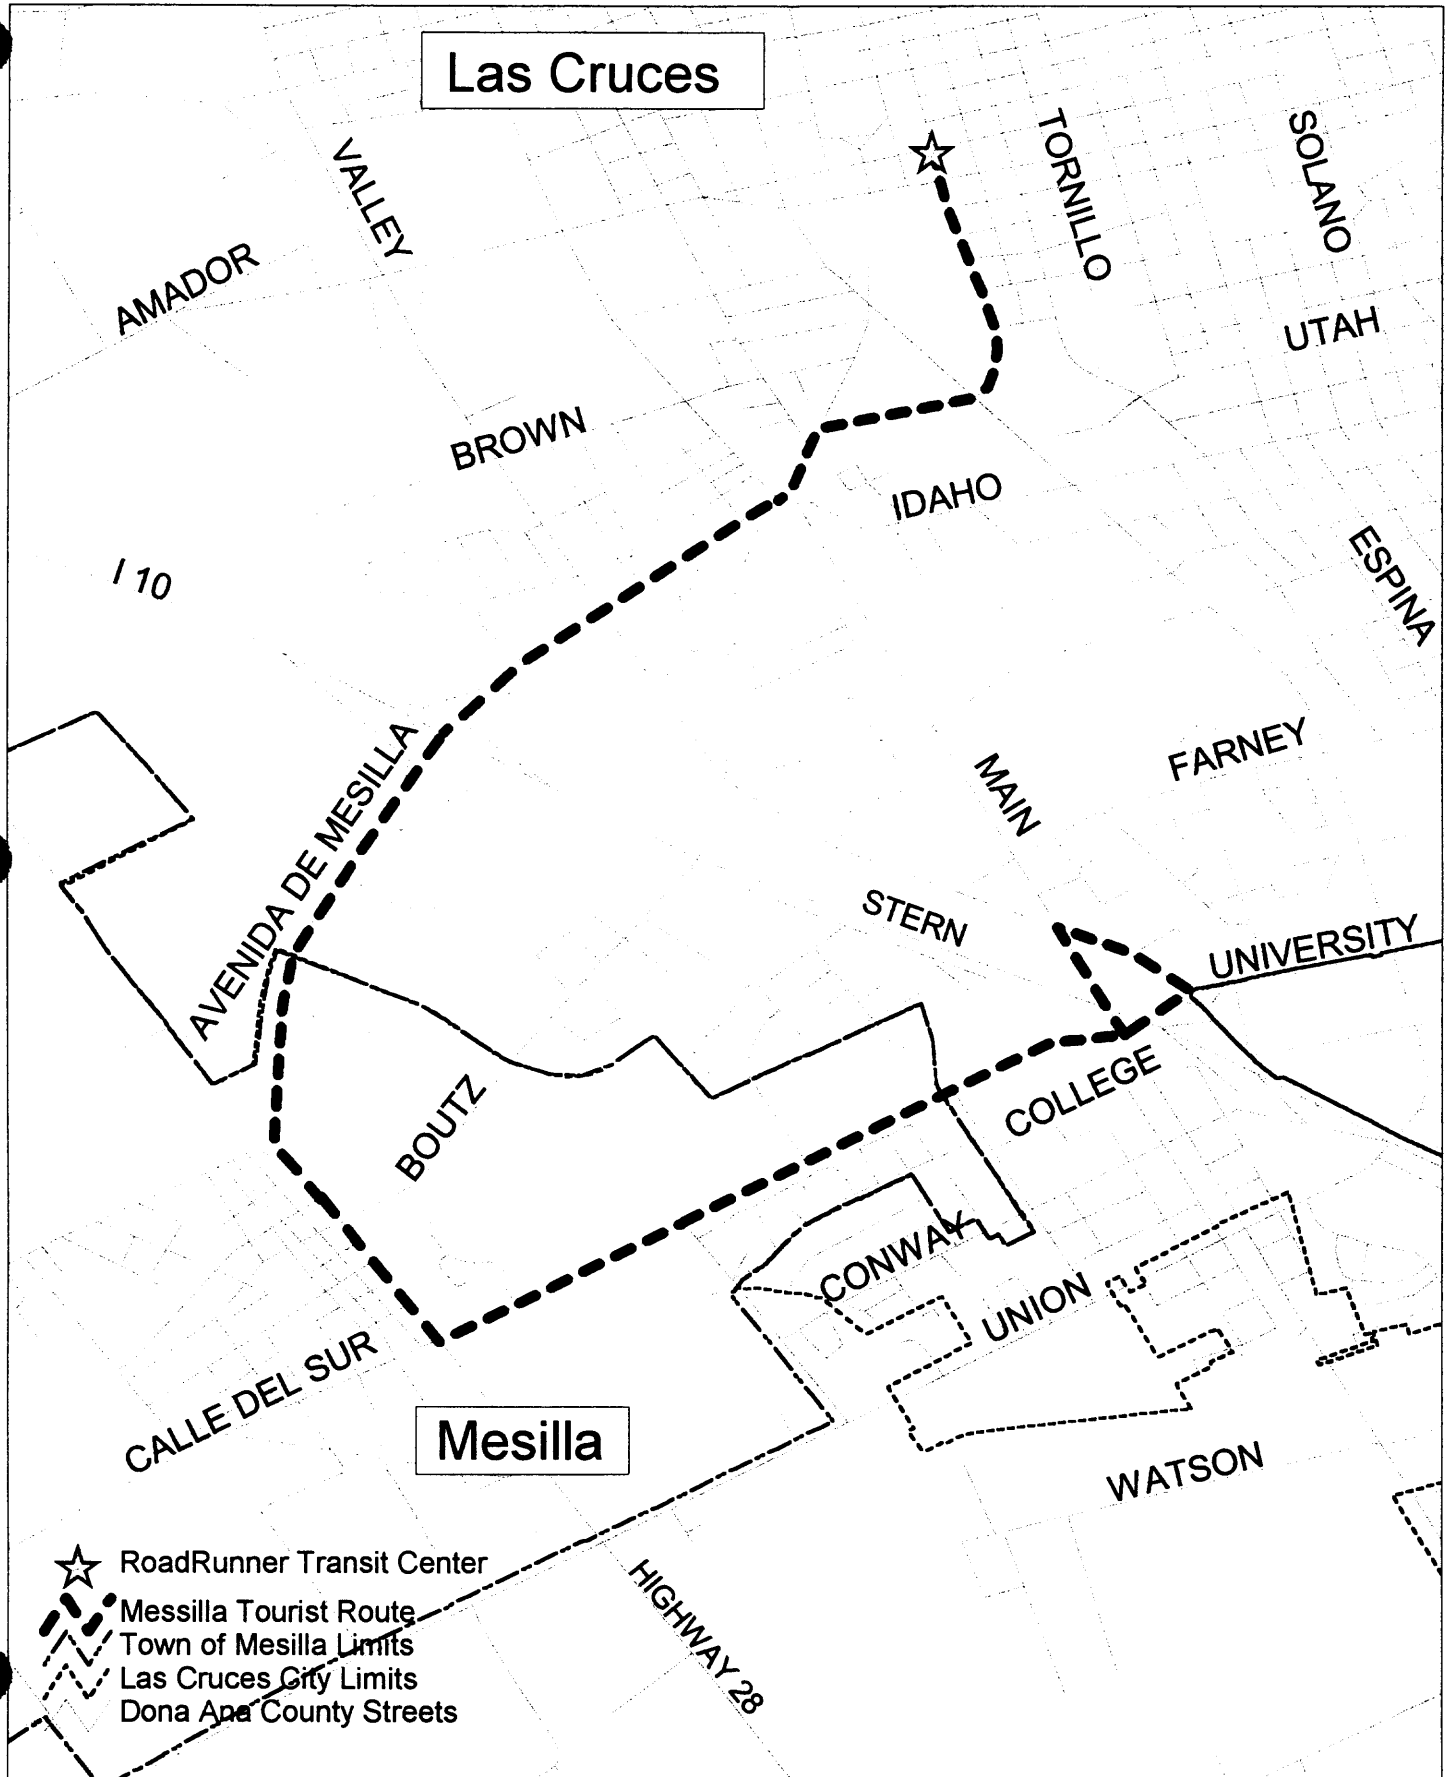 Las Cruces
TORNILLO
SOLANO
VALLEY
AMADOR
UTAH
BROWN
IDAHO
ESPINA
I 10
AVENIDA DE MESILLA
MAIN
FARNEY
STERN
UNIVERSITY
COLLEGE
BOUTZ
CONWAY
UNION
CALLE DEL SUR
Mesilla
WATSON
HIGHWAY 28
RoadRunner Transit Center
Messilla Tourist Route
Town of Mesilla Limits
Las Cruces City Limits
Dona Ana County Streets